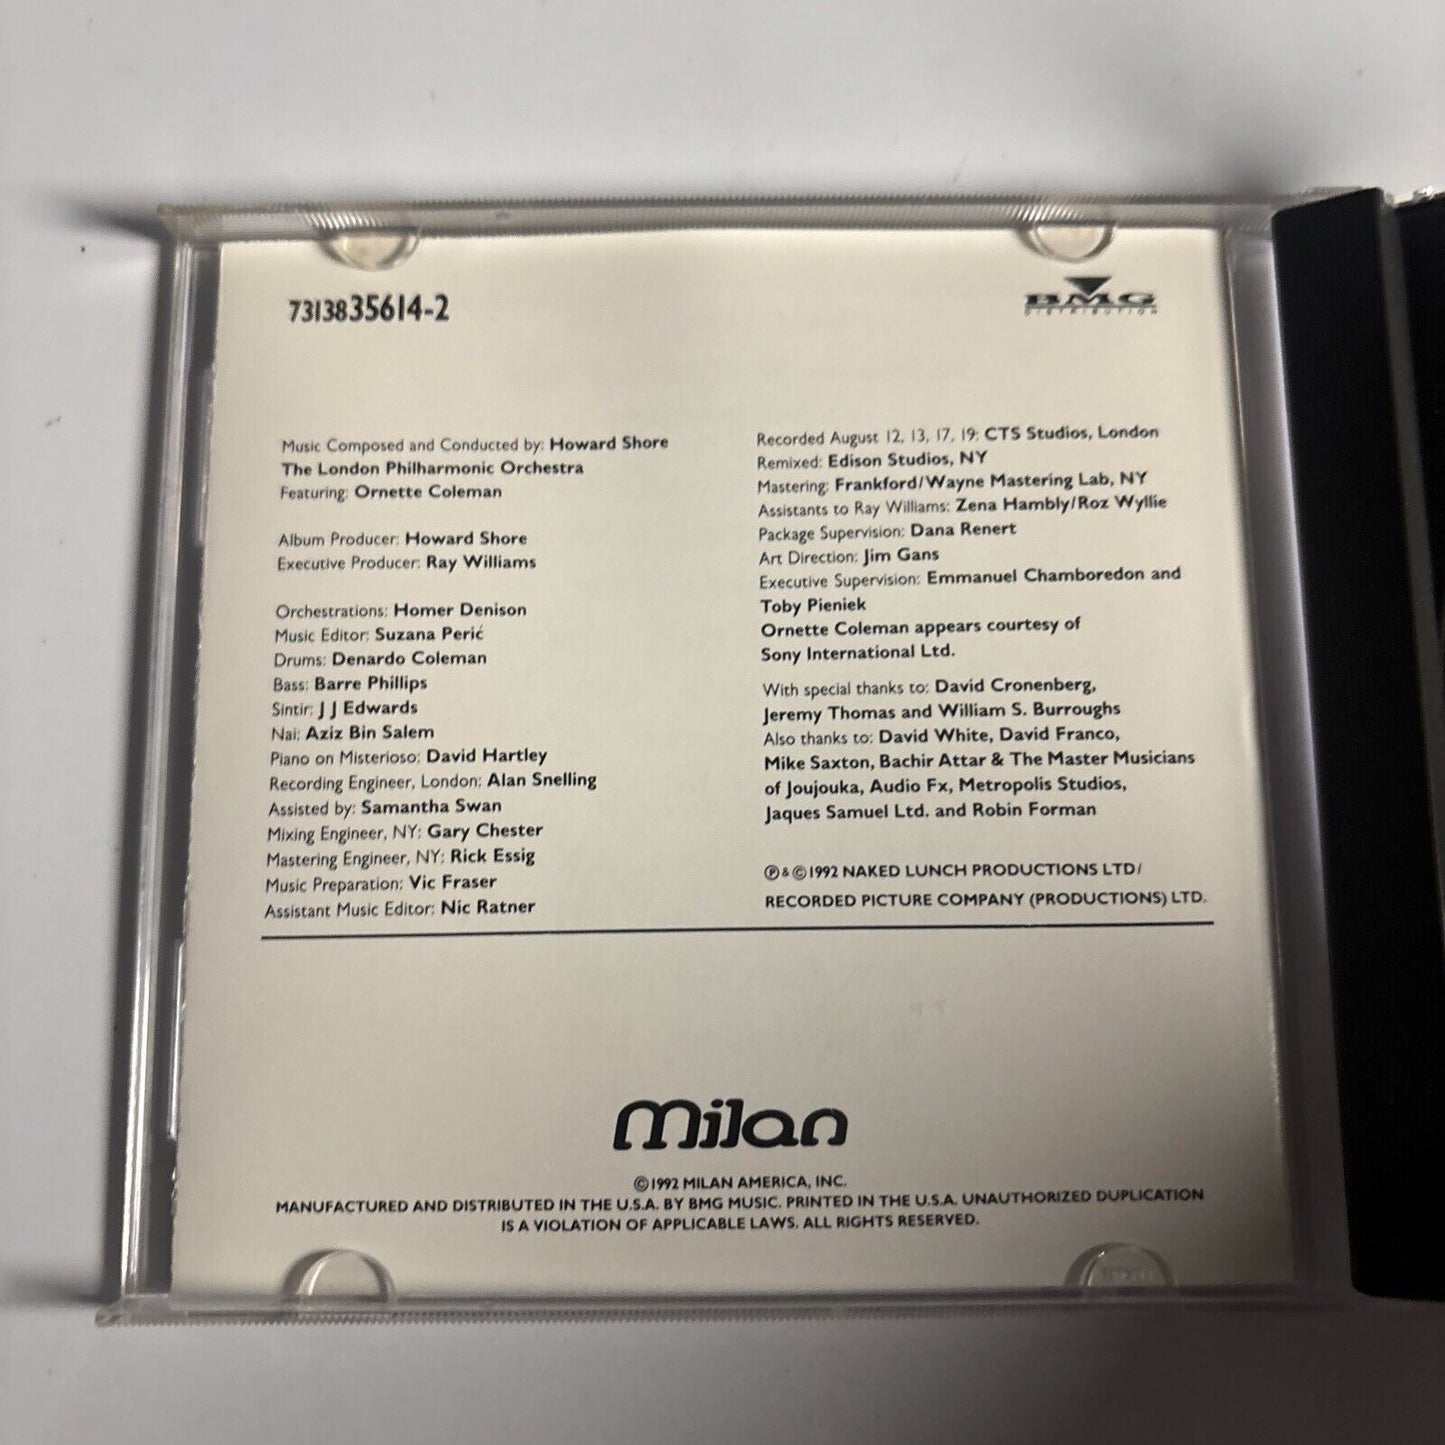 7313835614-2
BMG
DISTRIBUTION
Music Composed and Conducted by: Howard Shore
The London Philharmonic Orchestra
Featuring: Ornette Coleman
Album Producer: Howard Shore
Executive Producer: Ray Williams
Orchestrations: Homer Denison
Music Editor: Suzana Perić
Drums: Denardo Coleman
Bass: Barre Phillips
Sintir: J J Edwards
Nai: Aziz Bin Salem
Piano on Misterioso: David Hartley
Recording Engineer, London: Alan Snelling
Assisted by: Samantha Swan
Mixing Engineer, NY: Gary Chester
Mastering Engineer, NY: Rick Essig
Music Preparation: Vic Fraser
Assistant Music Editor: Nic Ratner
Recorded August 12, 13, 17, 19: CTS Studios, London
Remixed: Edison Studios, NY
Mastering: Frankford/Wayne Mastering Lab, NY
Assistants to Ray Williams: Zena Hambly/Roz Wyllie
Package Supervision: Dana Renert
Art Direction: Jim Gans
Executive Supervision: Emmanuel Chamboredon and
Toby Pieniek
Ornette Coleman appears courtesy of
Sony International Ltd.
With special thanks to: David Cronenberg,
Jeremy Thomas and William S. Burroughs
Also thanks to: David White, David Franco,
Mike Saxton, Bachir Attar & The Master Musicians
of Joujouka, Audio Fx, Metropolis Studios,
Jaques Samuel Ltd. and Robin Forman
℗ & © 1992 NAKED LUNCH PRODUCTIONS LTD/
RECORDED PICTURE COMPANY (PRODUCTIONS) LTD.
milan
© 1992 MILAN AMERICA, INC.
MANUFACTURED AND DISTRIBUTED IN THE U.S.A. BY BMG MUSIC. PRINTED IN THE U.S.A. UNAUTHORIZED DUPLICATION
IS A VIOLATION OF APPLICABLE LAWS. ALL RIGHTS RESERVED.